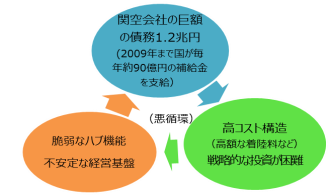 関空会社の巨額
の債務1.2兆円
(2009年まで国が毎
年約90億円の補給金
を支給)
(悪循環)
高コスト構造
(高額な着陸料など)
戦略的な投資が困難
脆弱なハブ機能
不安定な経営基盤